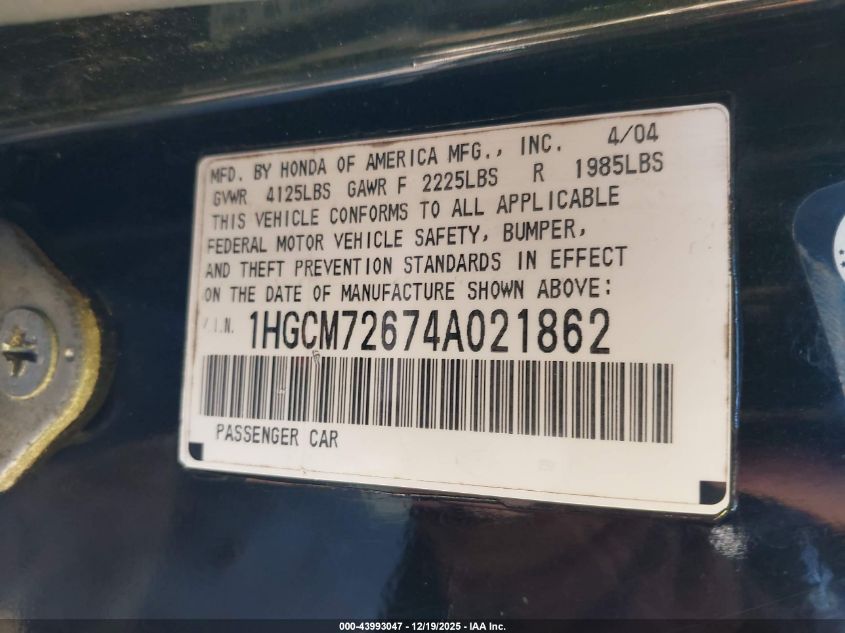 MFD. BY HONDA OF AMERICA MFG., INC. 4/04
GVWR 4125LBS GAWR F 2225LBS R 1985LBS
THIS VEHICLE CONFORMS TO ALL APPLICABLE
FEDERAL MOTOR VEHICLE SAFETY, BUMPER,
AND THEFT PREVENTION STANDARDS IN EFFECT
ON THE DATE OF MANUFACTURE SHOWN ABOVE:
V.I.N. 1HGCM72674A021862
PASSENGER CAR
000-43993047 - 12/19/2025 - IAA Inc.